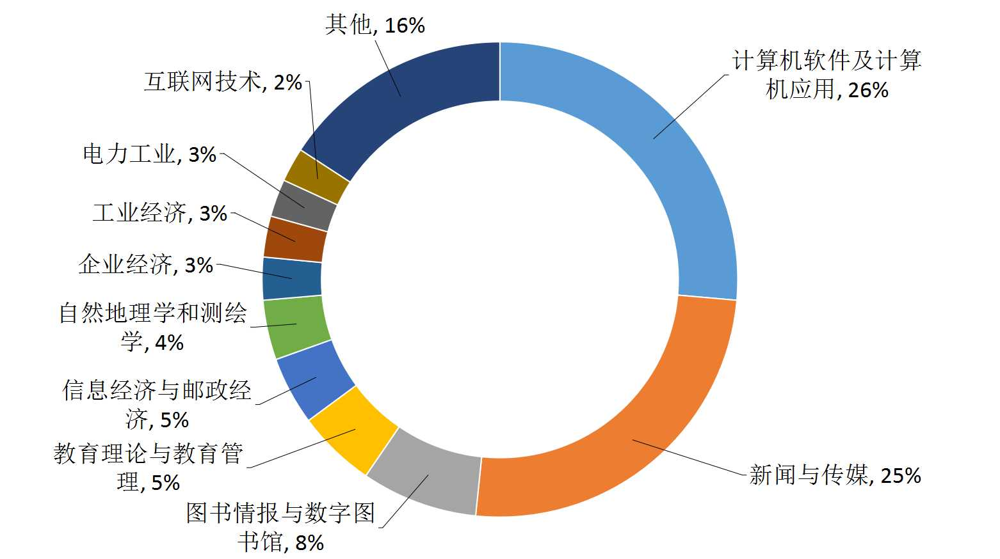 其他, 16%
计算机软件及计算
机应用, 26%
互联网技术, 2%
电力工业, 3%
工业经济, 3%
企业经济, 3%
自然地理学和测绘
学, 4%
信息经济与邮政经
济, 5%
教育理论与教育管
理, 5%
新闻与传媒, 25%
图书情报与数字图
书馆, 8%